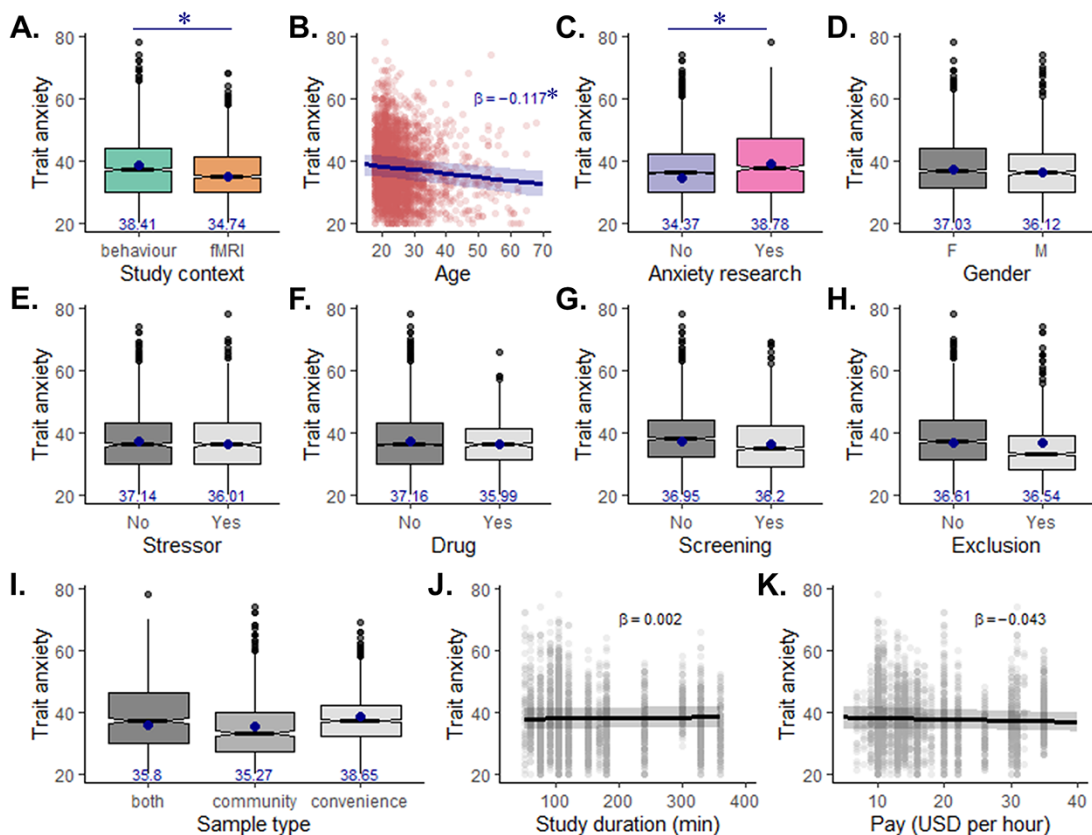 A.
*
Trait anxiety
80
60
40
20
38.41
34.74
behaviour
fMRI
Study context
B.
β = −0.117*
Trait anxiety
80
60
40
20
20
30
40
50
60
70
Age
C.
*
Trait anxiety
80
60
40
20
34.37
38.78
No
Yes
Anxiety research
D.
Trait anxiety
80
60
40
20
37.03
36.12
F
M
Gender
E.
Trait anxiety
80
60
40
20
37.14
36.01
No
Yes
Stressor
F.
Trait anxiety
80
60
40
20
37.16
35.99
No
Yes
Drug
G.
Trait anxiety
80
60
40
20
36.95
36.2
No
Yes
Screening
H.
Trait anxiety
80
60
40
20
36.61
36.54
No
Yes
Exclusion
I.
Trait anxiety
80
60
40
20
35.8
35.27
38.65
both
community
convenience
Sample type
J.
β = 0.002
Trait anxiety
80
60
40
20
100
200
300
400
Study duration (min)
K.
β = −0.043
Trait anxiety
80
60
40
20
10
20
30
40
Pay (USD per hour)